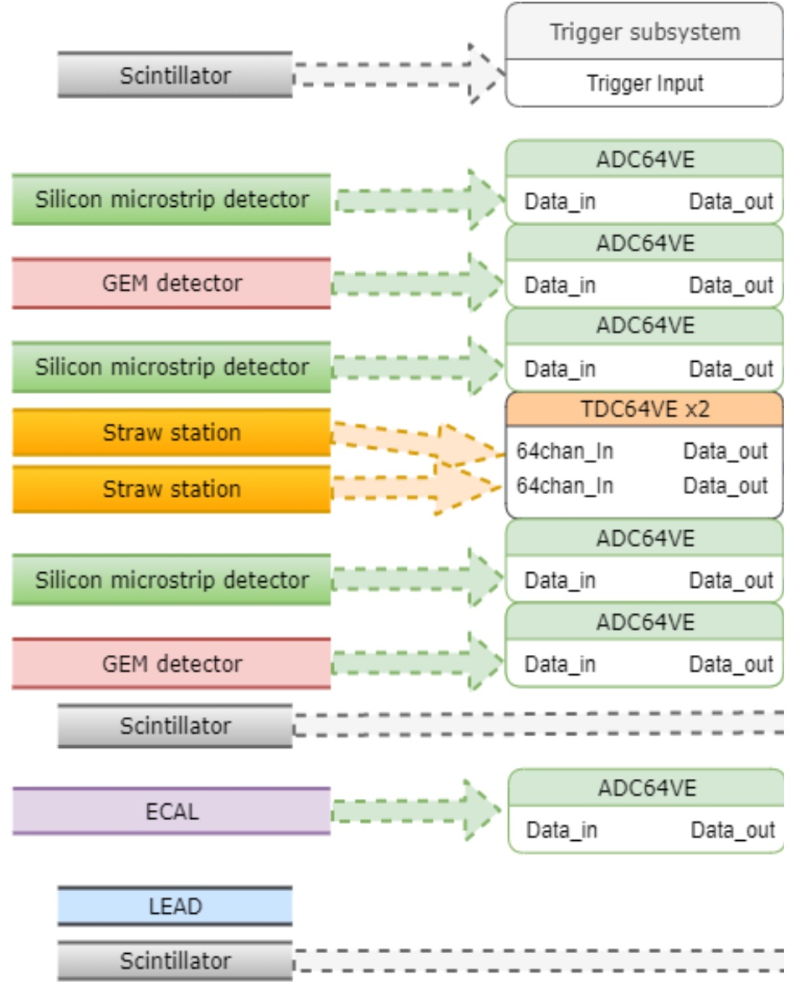 Trigger subsystem
Scintillator
Trigger Input
ADC64VE
Silicon microstrip detector
Data_in Data_out
ADC64VE
GEM detector
Data_in Data_out
ADC64VE
Silicon microstrip detector
Data_in Data_out
TDC64VE x2
Straw station
64chan_In Data_out
Straw station
64chan_In Data_out
ADC64VE
Silicon microstrip detector
Data_in Data_out
ADC64VE
GEM detector
Data_in Data_out
Scintillator
ADC64VE
ECAL
Data_in Data_out
LEAD
Scintillator